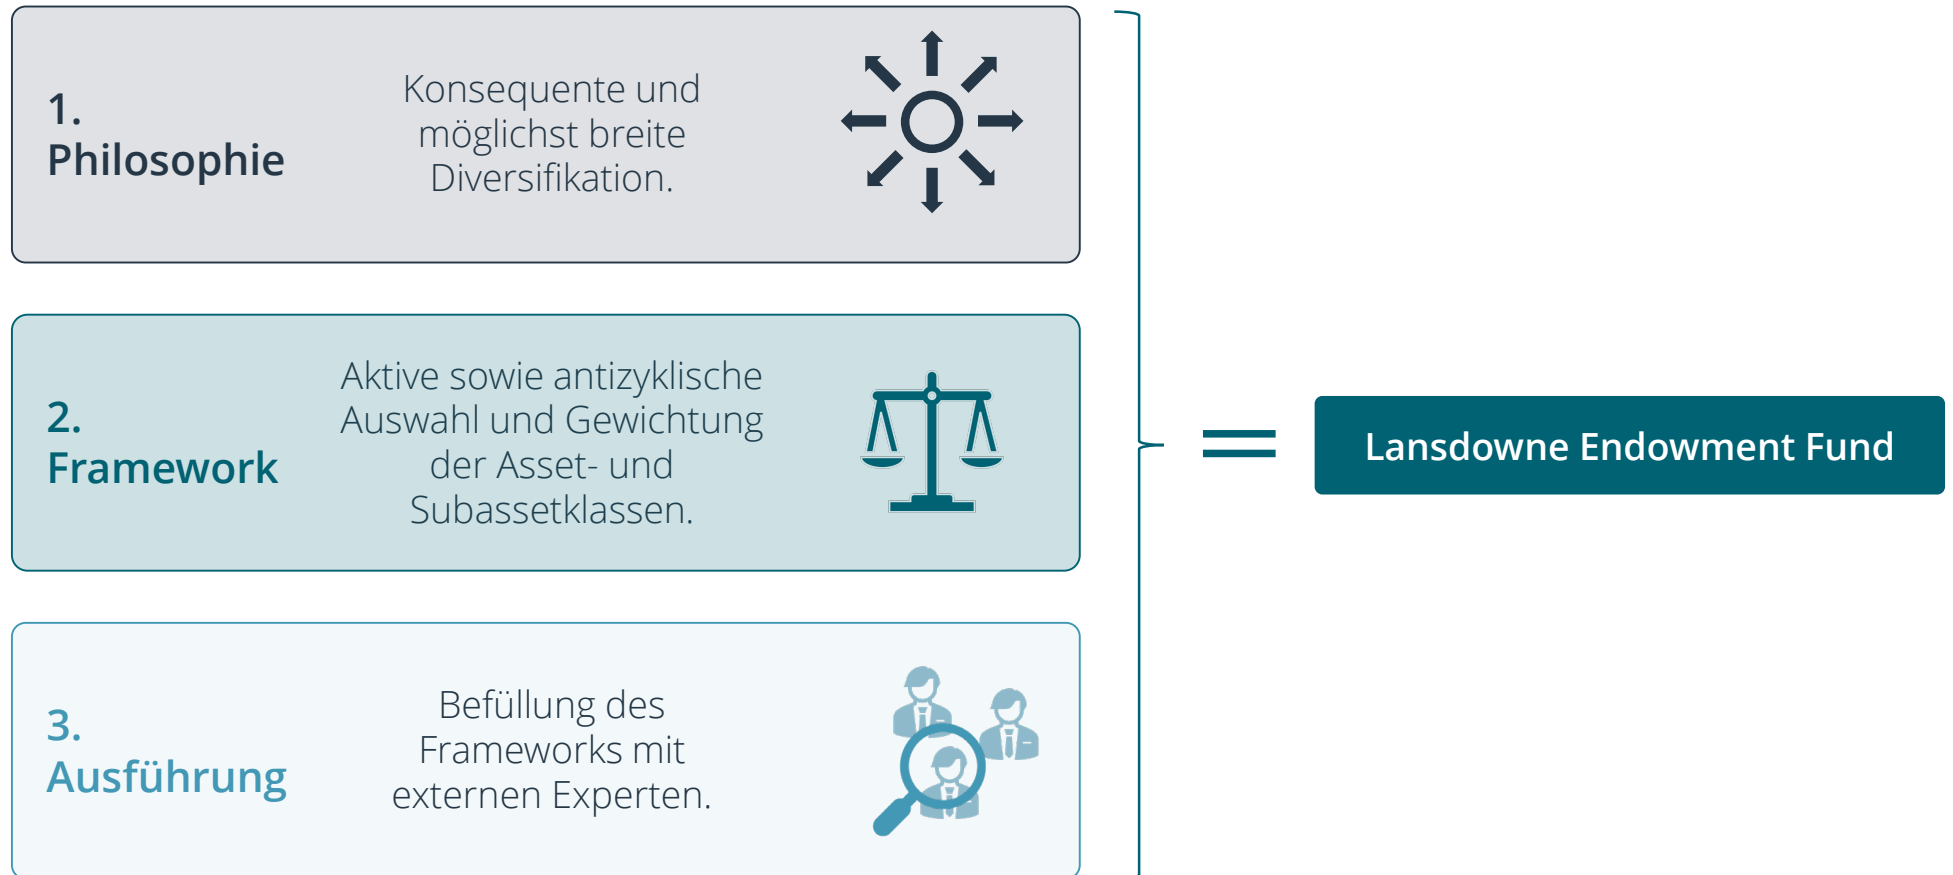 1.
Philosophie
Konsequente und
möglichst breite
Diversifikation.
2.
Framework
Aktive sowie antizyklische
Auswahl und Gewichtung
der Asset- und
Subassetklassen.
3.
Ausführung
Befüllung des
Frameworks mit
externen Experten.
=
Lansdowne Endowment Fund